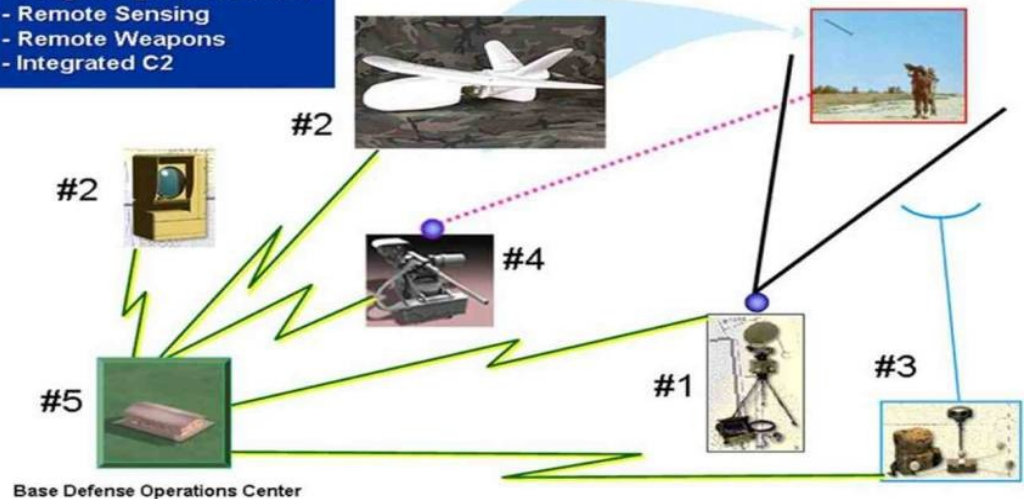 - Remote Sensing
- Remote Weapons
- Integrated C2
#2
#2
#4
#3
#1
#5
Base Defense Operations Center